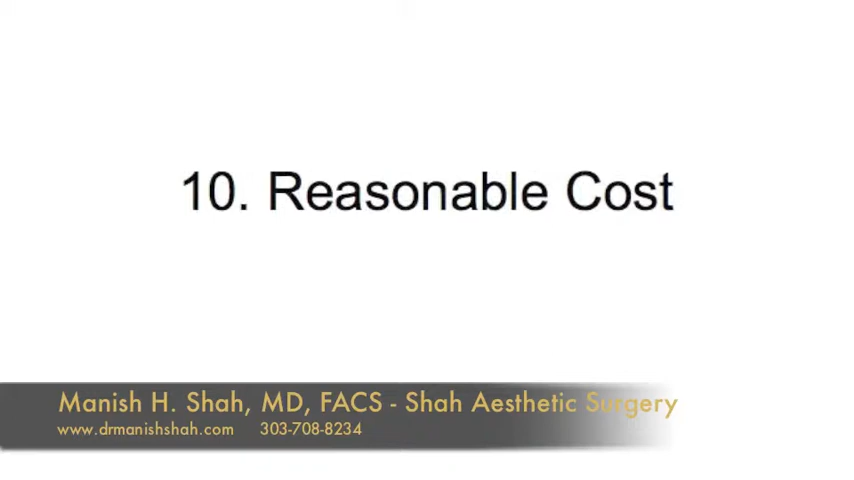 10. Reasonable Cost
Manish H. Shah, MD, FACS - Shah Aesthetic Surgery
www.drmanishshah.com 303-708-8234